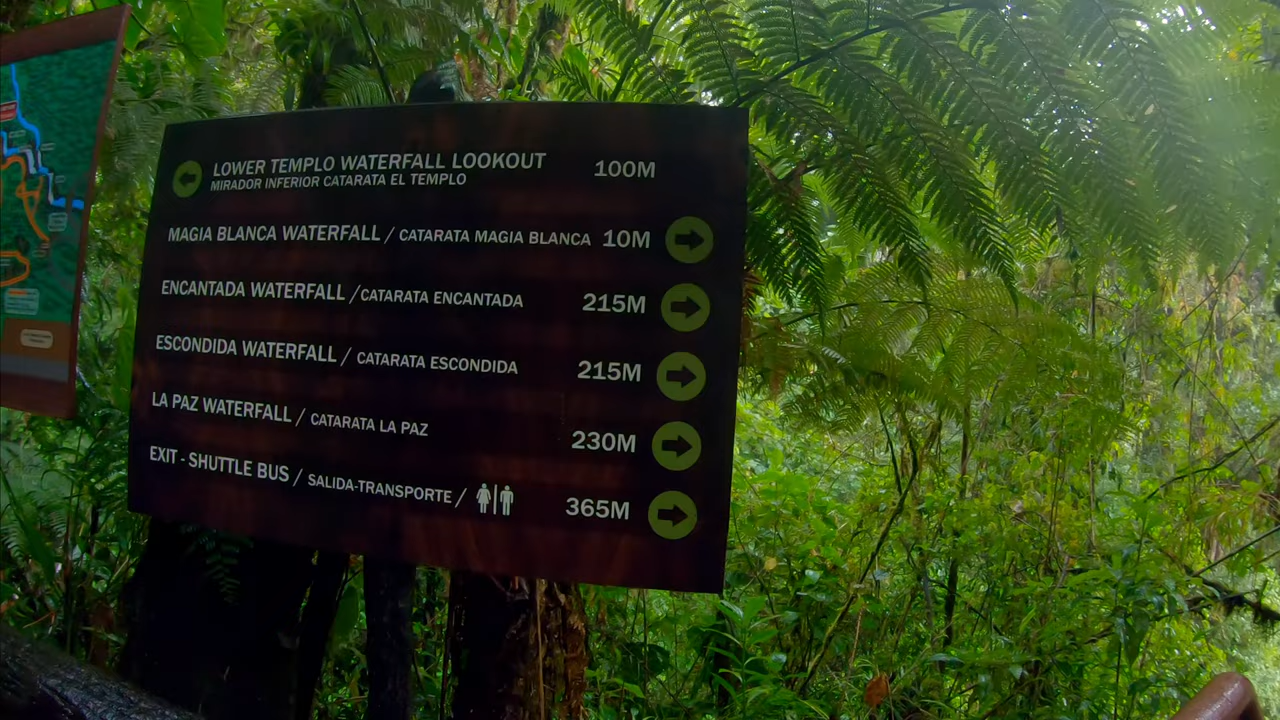 LOWER TEMPLO WATERFALL LOOKOUT 100M
MIRADOR INFERIOR CATARATA EL TEMPLO
MAGIA BLANCA WATERFALL / CATARATA MAGIA BLANCA 10M
ENCANTADA WATERFALL / CATARATA ENCANTADA 215M
ESCONDIDA WATERFALL / CATARATA ESCONDIDA 215M
LA PAZ WATERFALL / CATARATA LA PAZ 230M
EXIT - SHUTTLE BUS / SALIDA-TRANSPORTE / 365M